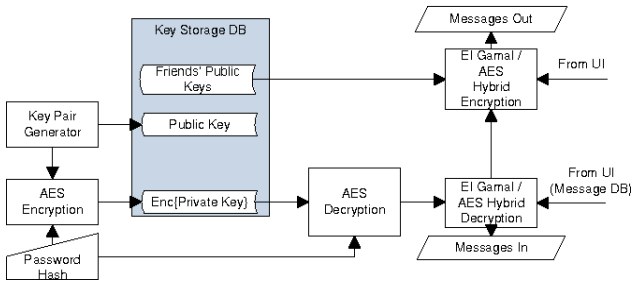 Messages Out
Key Storage DB
Friends' Public
Keys
El Gamal /
AES
Hybrid
Encryption
From UI
Key Pair
Generator
Public Key
AES
Encryption
Enc{Private Key}
AES
Decryption
El Gamal /
AES Hybrid
Decryption
From UI
(Message DB)
Password
Hash
Messages In